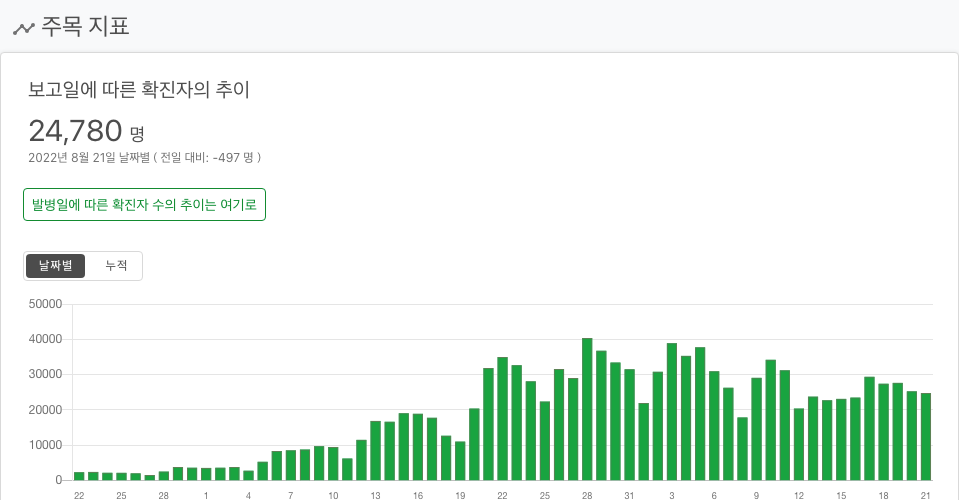 주목 지표
보고일에 따른 확진자의 추이
24,780 명
2022년 8월 21일 날짜별 ( 전일 대비: -497 명 )
발병일에 따른 확진자 수의 추이는 여기로
날짜별 누적
50000
40000
30000
20000
10000
0
22 25 28 1 4 7 10 13 16 19 22 25 28 31 3 6 9 12 15 18 21